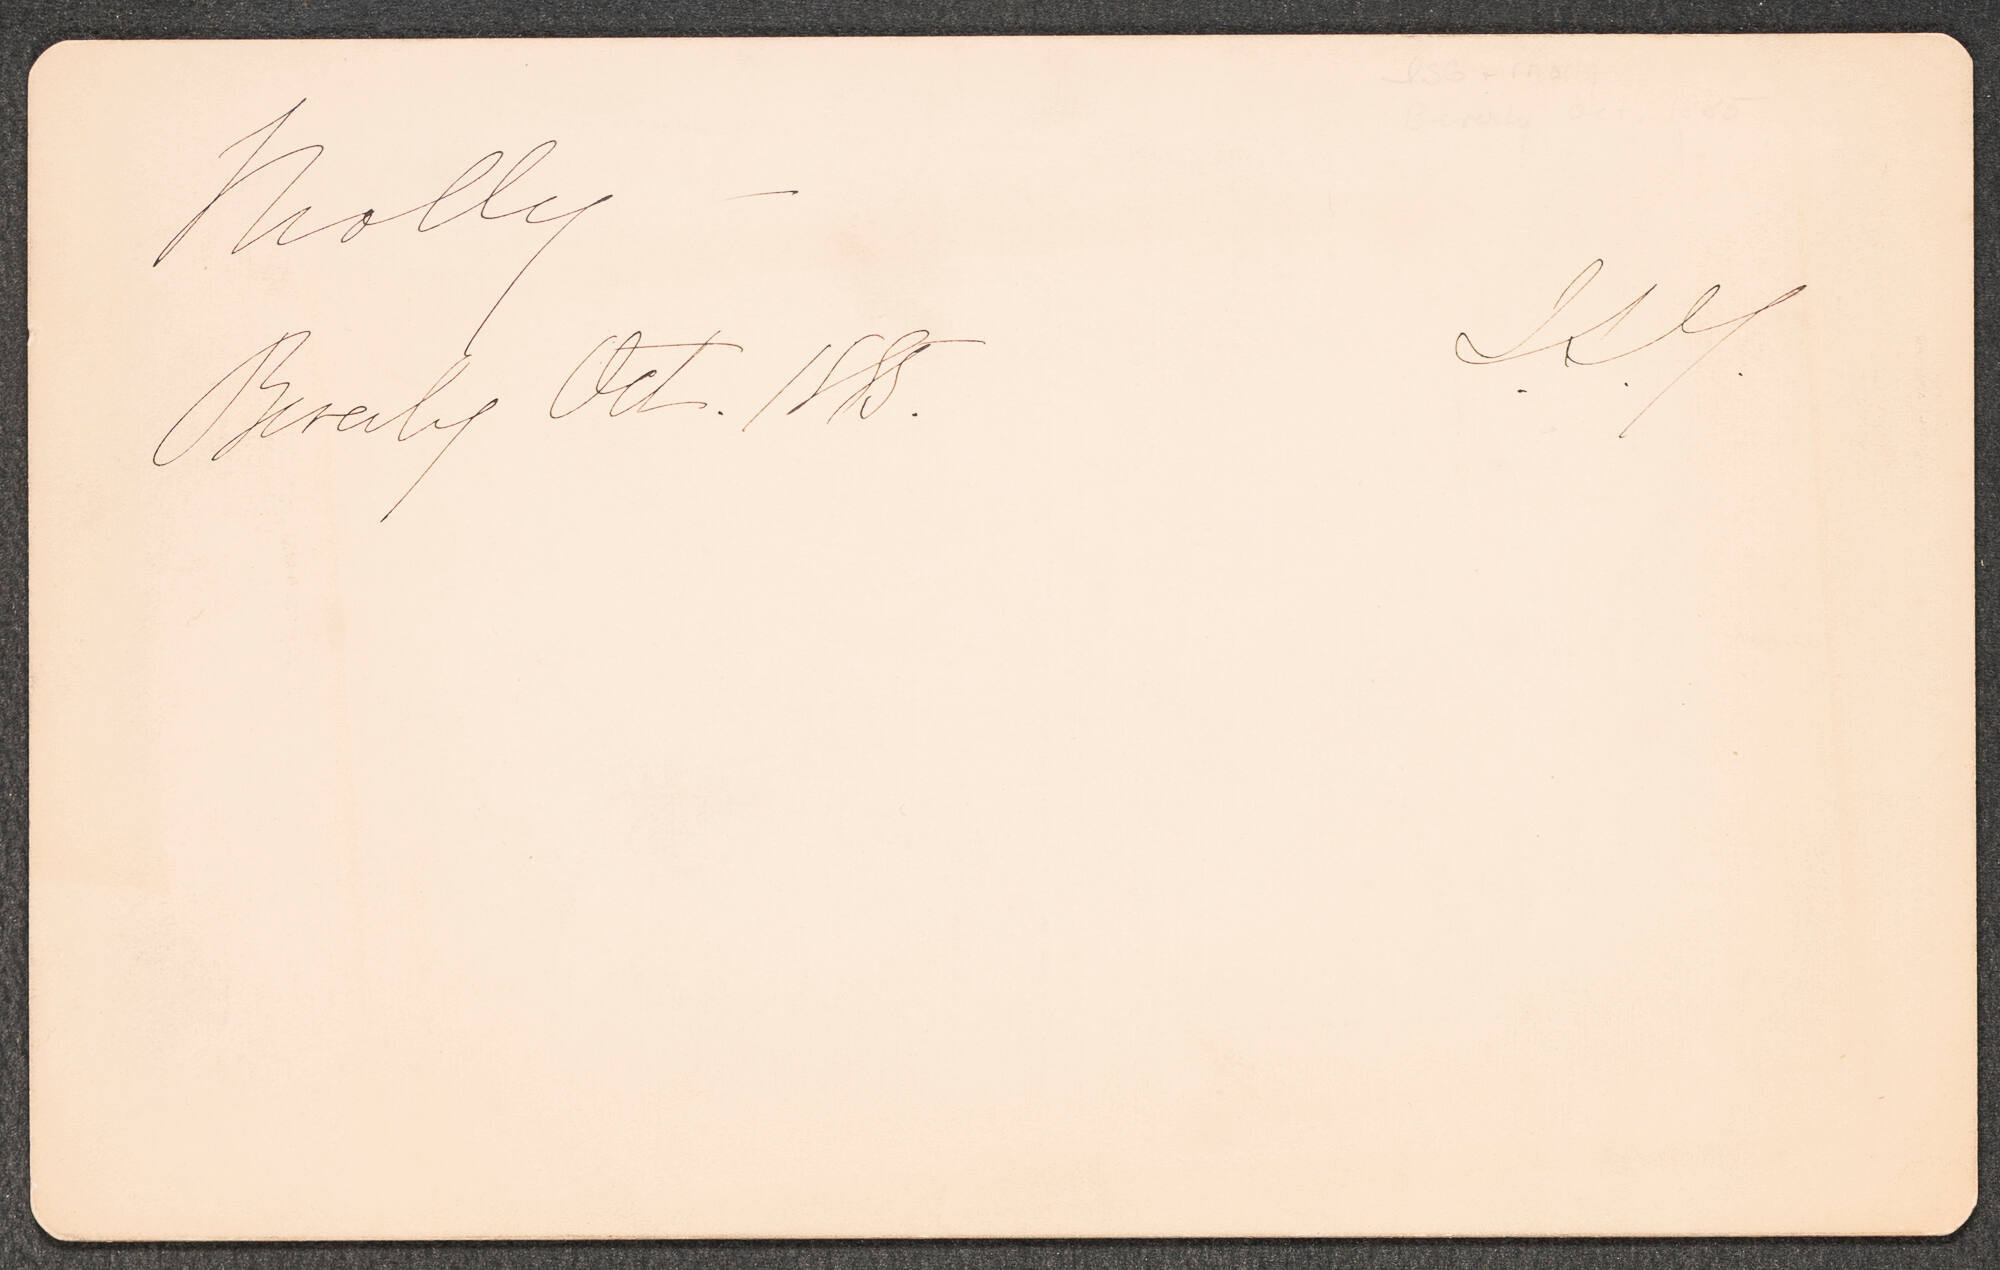 ISG + Molly
Beverly Oct. 1885
Molly —
I.S.G.
Beverly Oct. 1885.